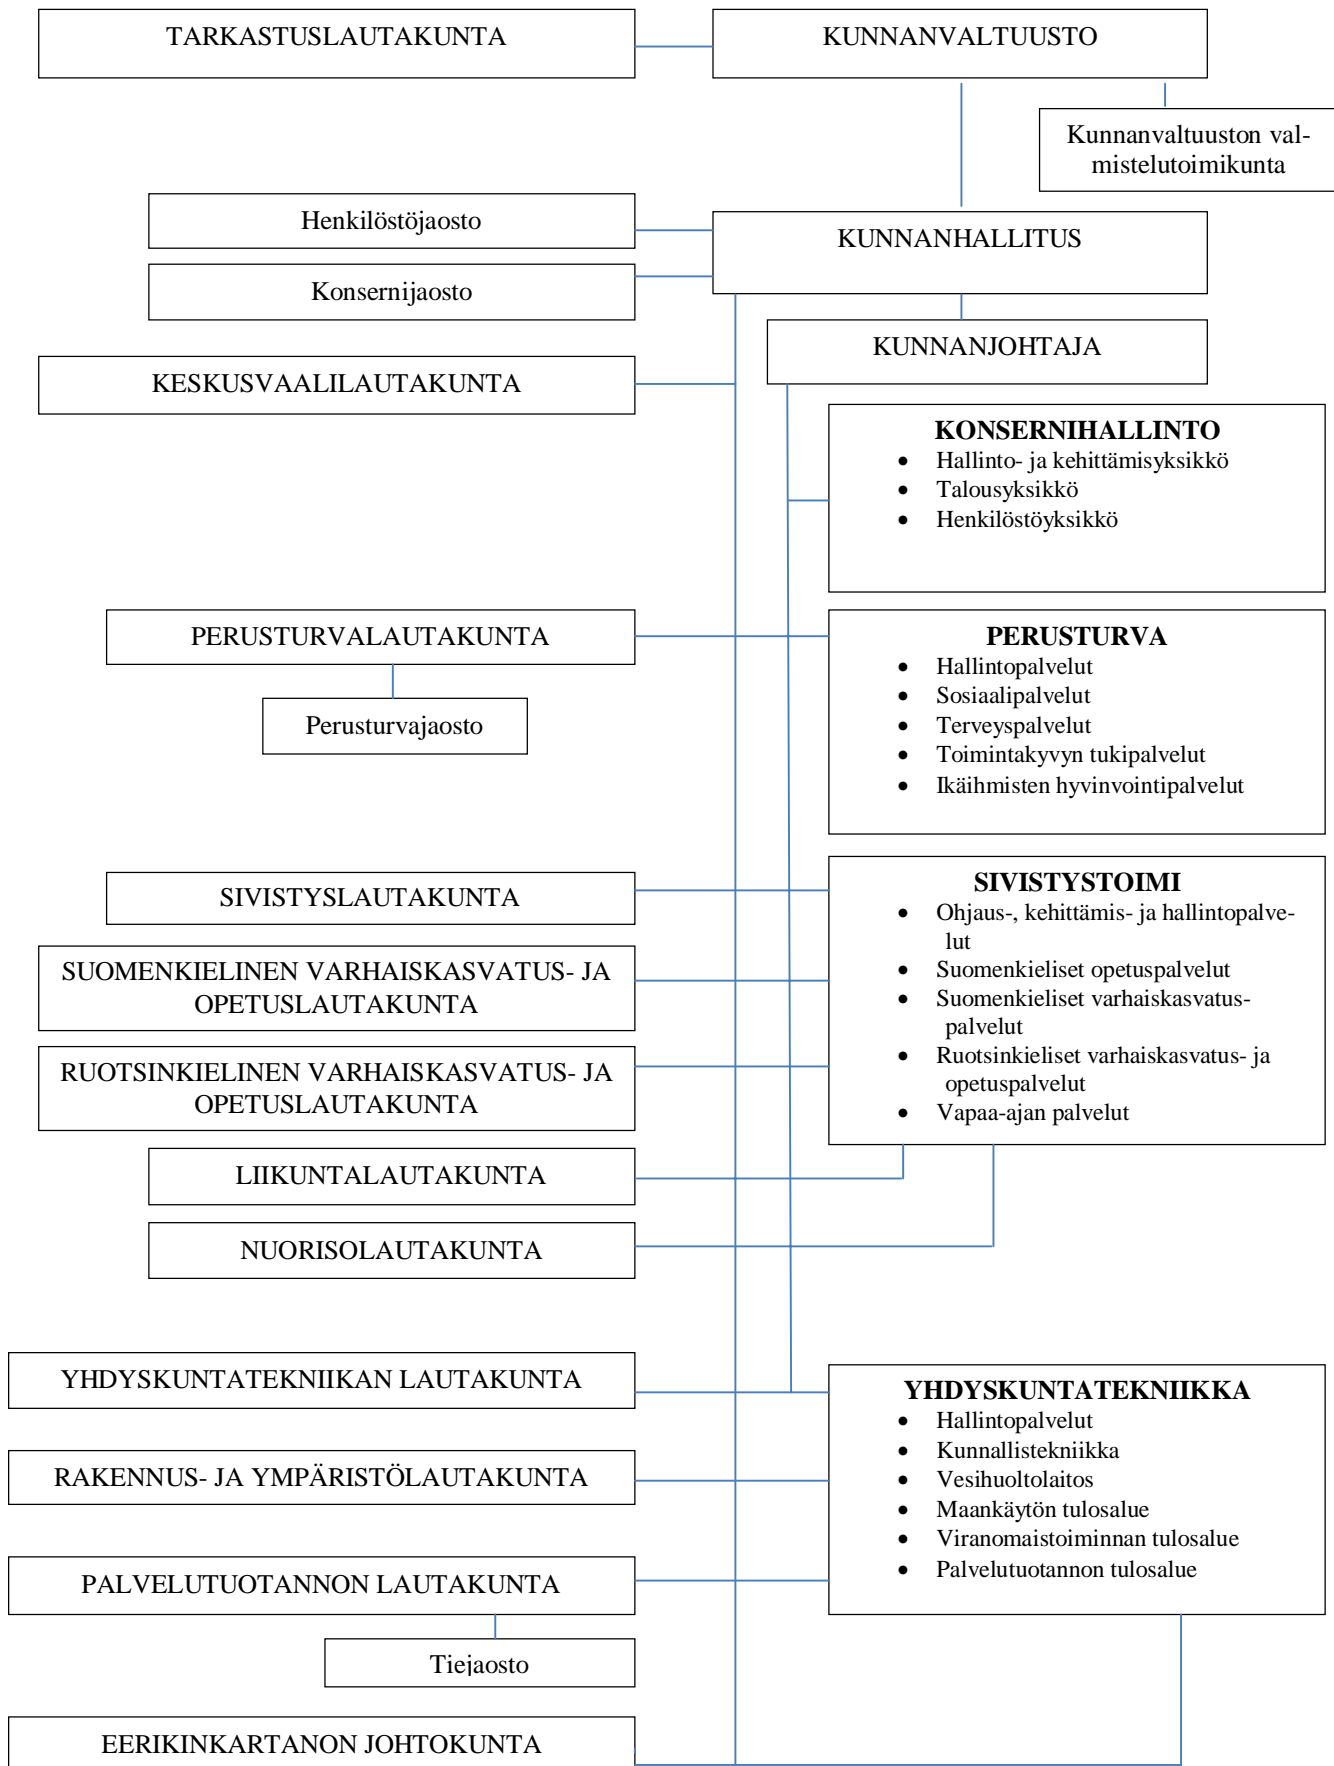 TARKASTUSLAUTAKUNTA
KUNNANVALTUUSTO
Kunnanvaltuuston val-
mistelutoimikunta
Henkilöstöjaosto
KUNNANHALLITUS
Konsernijaosto
KUNNANJOHTAJA
KESKUSVAALILAUTAKUNTA
KONSERNIHALLINTO
• Hallinto- ja kehittämisyksikkö
• Talousyksikkö
• Henkilöstöyksikkö
PERUSTURVALAUTAKUNTA
Perusturvajaosto
PERUSTURVA
• Hallintopalvelut
• Sosiaalipalvelut
• Terveyspalvelut
• Toimintakyvyn tukipalvelut
• Ikäihmisten hyvinvointipalvelut
SIVISTYSLAUTAKUNTA
SUOMENKIELINEN VARHAISKASVATUS- JA
OPETUSLAUTAKUNTA
RUOTSINKIELINEN VARHAISKASVATUS- JA
OPETUSLAUTAKUNTA
SIVISTYSTOIMI
• Ohjaus-, kehittämis- ja hallintopalve-
lut
• Suomenkieliset opetuspalvelut
• Suomenkieliset varhaiskasvatus-
palvelut
• Ruotsinkieliset varhaiskasvatus- ja
opetuspalvelut
• Vapaa-ajan palvelut
LIIKUNTALAUTAKUNTA
NUORISOLAUTAKUNTA
YHDYSKUNTATEKNIIKAN LAUTAKUNTA
RAKENNUS- JA YMPÄRISTÖLAUTAKUNTA
PALVELUTUOTANNON LAUTAKUNTA
Tiejaosto
YHDYSKUNTATEKNIIKKA
• Hallintopalvelut
• Kunnallistekniikka
• Vesihuoltolaitos
• Maankäytön tulosalue
• Viranomaistoiminnan tulosalue
• Palvelutuotannon tulosalue
EERIKINKARTANON JOHTOKUNTA